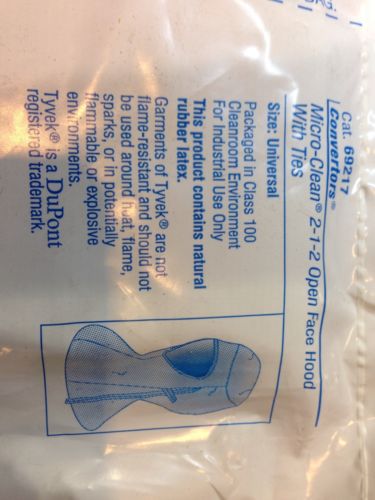 Cat. 69217
Convertors®
Micro-Clean® 2-1-2 Open Face Hood
With Ties
Size: Universal
Packaged in Class 100
Cleanroom Environment
For Industrial Use Only
This product contains natural
rubber latex.
Garments of Tyvek® are not
flame-resistant and should not
be used around heat, flame,
sparks, or in potentially
flammable or explosive
environments.
Tyvek® is a DuPont
registered trademark.